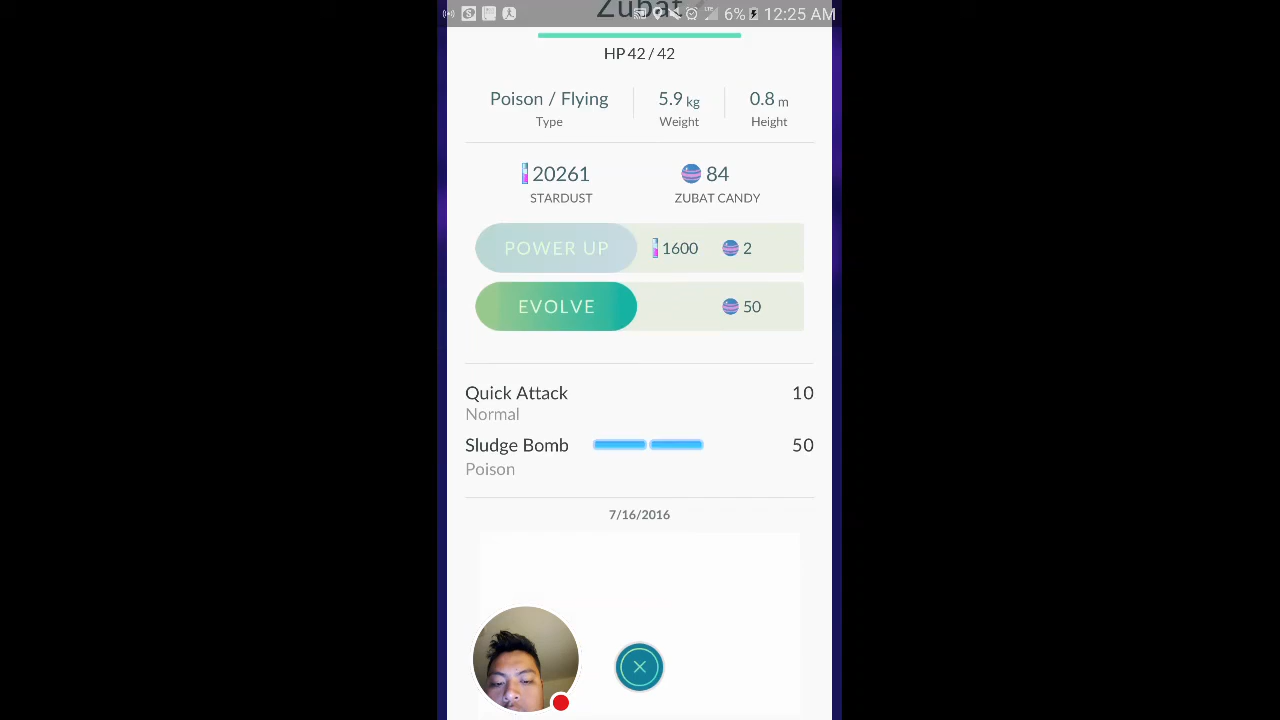 6% 12:25 AM
Zubat
HP 42 / 42
Poison / Flying
Type
5.9 kg
Weight
0.8 m
Height
20261
STARDUST
84
ZUBAT CANDY
POWER UP 1600 2
EVOLVE 50
Quick Attack 10
Normal
Sludge Bomb 50
Poison
7/16/2016